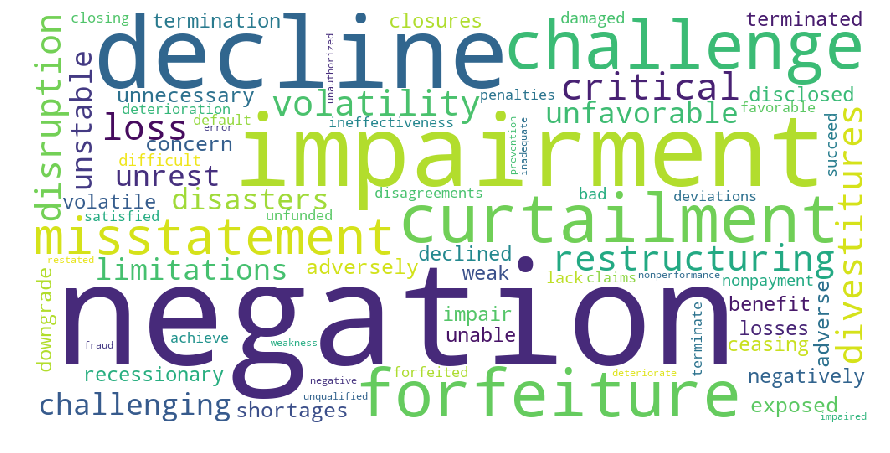 closing
termination
closures
damaged
terminated
disruption
decline
challenge
unstable
unauthorized
unnecessary
volatility
penalties
critical
disclosed
deterioration
default
unfavorable
favorable
loss
error
ineffectiveness
prevention
inadequate
succeed
concern
difficult
impairment
unrest
volatile
disasters
disagreements
bad
deviations
satisfied
unfunded
curtailment
divestitures
misstatement
declined
restructuring
restated
limitations
adversely
weak
lack
claims
nonperformance
nonpayment
downgrade
negation
impair
benefit
achieve
unable
losses
terminate
adverse
fraud
weakness
ceasing
recessionary
negative
forfeited
deteriorate
negatively
unqualified
forfeiture
challenging
shortages
exposed
impaired